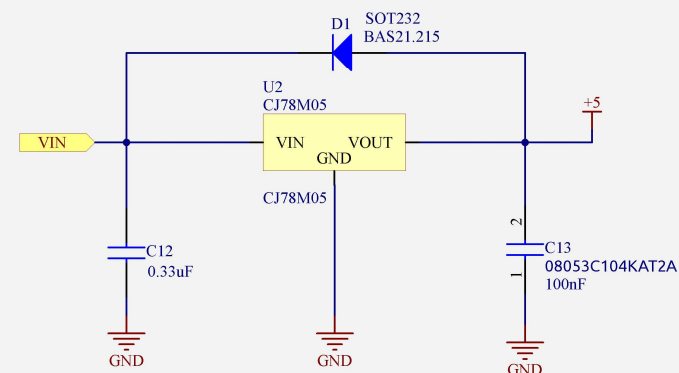 D1
SOT232
BAS21.215
U2
CJ78M05
+5
VIN
VIN
VOUT
GND
CJ78M05
2
C12
0.33uF
C13
08053C104KAT2A
1
100nF
GND
GND
GND